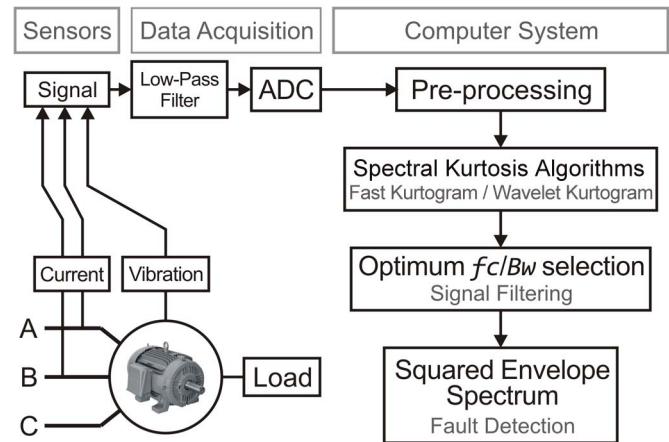 Sensors
Data Acquisition
Computer System
Signal
Low-Pass
Filter
ADC
Pre-processing
Spectral Kurtosis Algorithms
Fast Kurtogram / Wavelet Kurtogram
Current
Vibration
Optimum fc/Bw selection
Signal Filtering
A
B
C
Load
Squared Envelope
Spectrum
Fault Detection